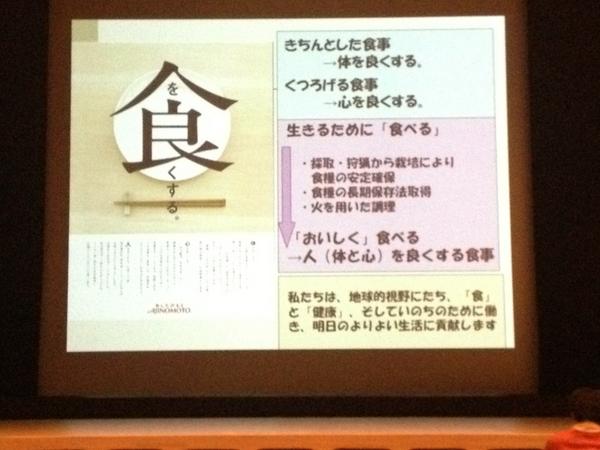 食
を
良
くする。
あしたのもと
AJINOMOTO
きちんとした食事
→体を良くする。
くつろげる食事
→心を良くする。
生きるために「食べる」
・採取・狩猟から栽培により
食糧の安定確保
・食糧の長期保存法取得
・火を用いた調理
「おいしく」食べる
→人（体と心）を良くする食事
私たちは、地球的視野にたち、「食」
と「健康」、そしていのちのために働
き、明日のよりよい生活に貢献します